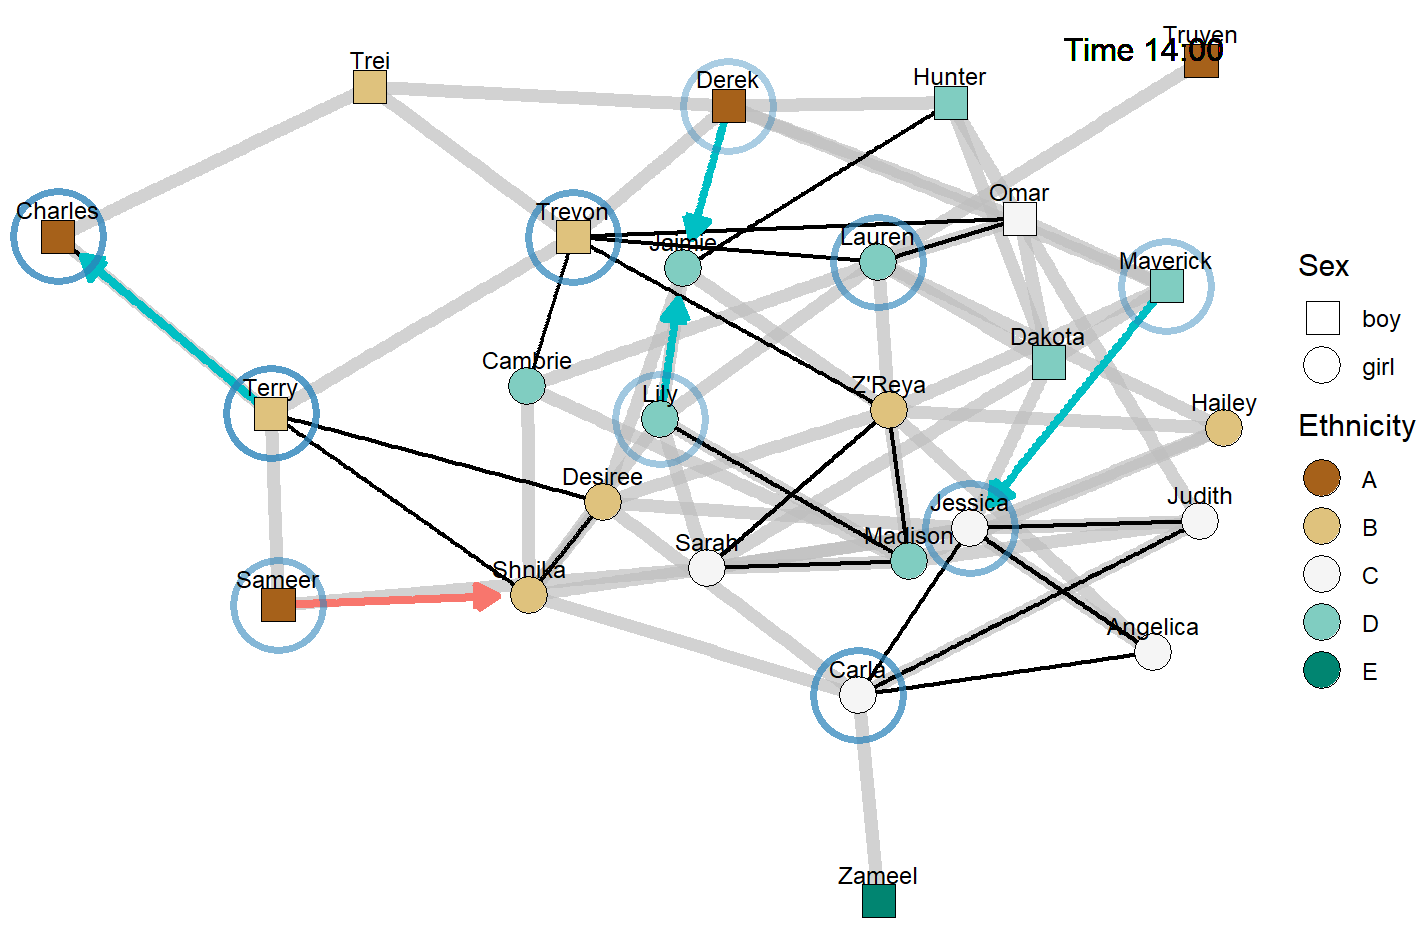 Truven
Time 14:00
Trei
Derek
Hunter
Omar
Charles
Trevon
Jaimie
Lauren
Maverick
Dakota
Cambrie
Terry
Lily
Z'Reya
Hailey
Desiree
Jessica
Judith
Sarah
Madison
Sameer
Shnika
Angelica
Carla
Zameel
Sex
boy
girl
Ethnicity
A
B
C
D
E